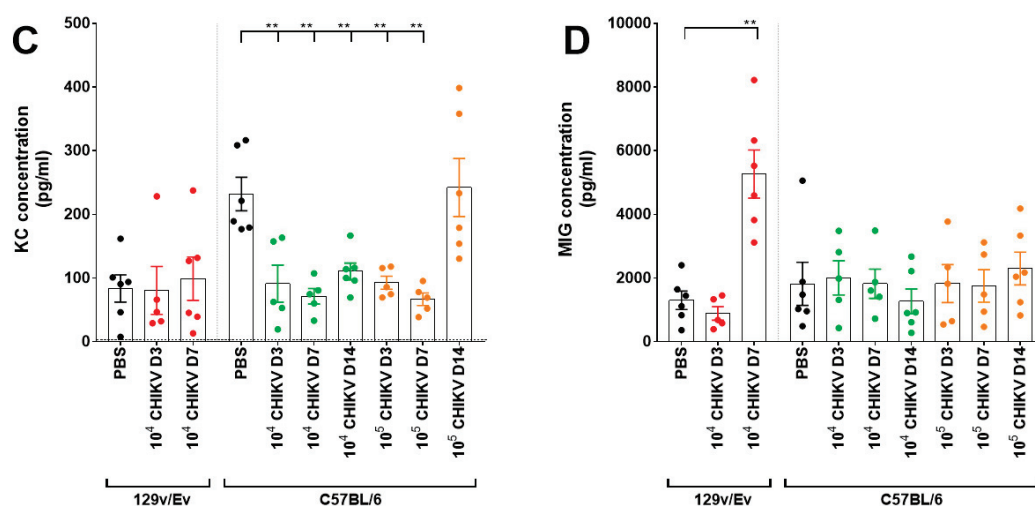 C
KC concentration
(pg/ml)
500
400
300
200
100
0
** ** ** ** **
PBS
10⁴ CHIKV D3
10⁴ CHIKV D7
PBS
10⁴ CHIKV D3
10⁴ CHIKV D7
10⁴ CHIKV D14
10⁵ CHIKV D3
10⁵ CHIKV D7
10⁵ CHIKV D14
129v/Ev
C57BL/6
D
MIG concentration
(pg/ml)
10000
8000
6000
4000
2000
0
**
PBS
10⁴ CHIKV D3
10⁴ CHIKV D7
PBS
10⁴ CHIKV D3
10⁴ CHIKV D7
10⁴ CHIKV D14
10⁵ CHIKV D3
10⁵ CHIKV D7
10⁵ CHIKV D14
129v/Ev
C57BL/6